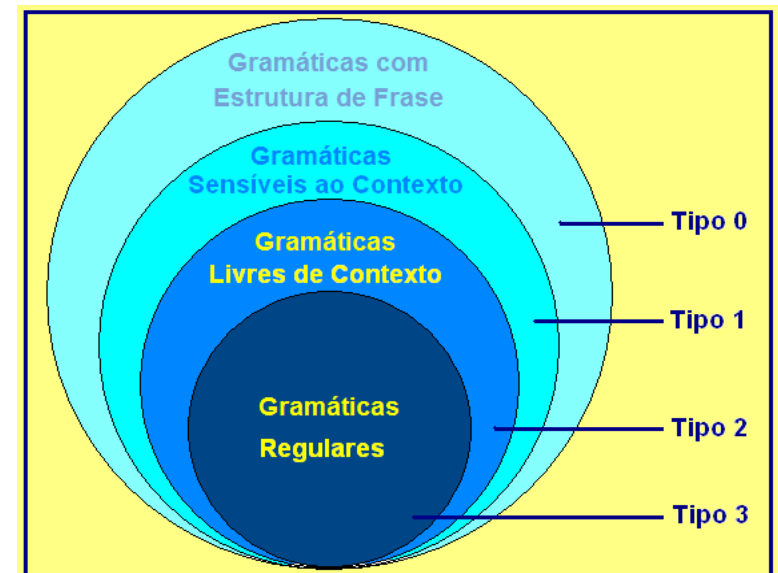 Gramáticas com
Estrutura de Frase
Gramáticas
Sensíveis ao Contexto
Tipo 0
Gramáticas
Livres de Contexto
Tipo 1
Gramáticas
Regulares
Tipo 2
Tipo 3